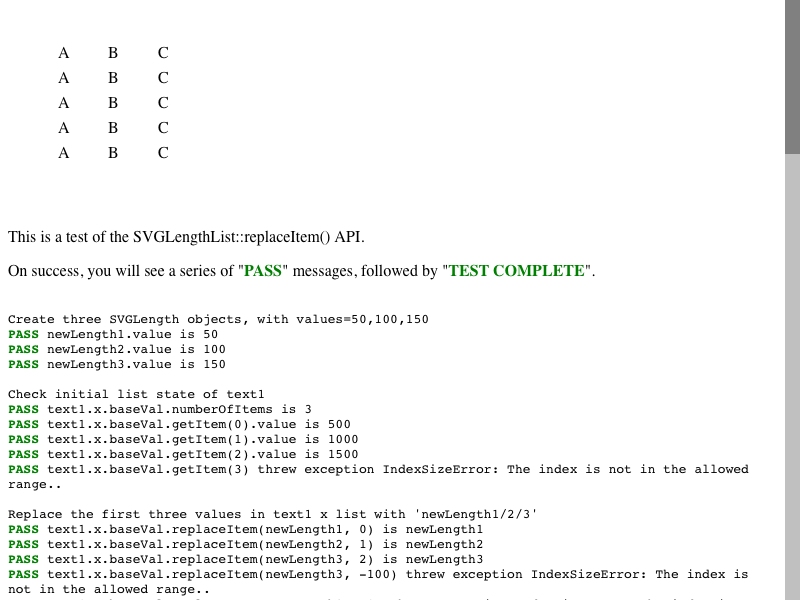 A B C
A B C
A B C
A B C
A B C
This is a test of the SVGLengthList::replaceItem() API.
On success, you will see a series of "PASS" messages, followed by "TEST COMPLETE".
Create three SVGLength objects, with values=50,100,150
PASS newLength1.value is 50
PASS newLength2.value is 100
PASS newLength3.value is 150
Check initial list state of text1
PASS text1.x.baseVal.numberOfItems is 3
PASS text1.x.baseVal.getItem(0).value is 500
PASS text1.x.baseVal.getItem(1).value is 1000
PASS text1.x.baseVal.getItem(2).value is 1500
PASS text1.x.baseVal.getItem(3) threw exception IndexSizeError: The index is not in the allowed
range..
Replace the first three values in text1 x list with 'newLength1/2/3'
PASS text1.x.baseVal.replaceItem(newLength1, 0) is newLength1
PASS text1.x.baseVal.replaceItem(newLength2, 1) is newLength2
PASS text1.x.baseVal.replaceItem(newLength3, 2) is newLength3
PASS text1.x.baseVal.replaceItem(newLength3, -100) threw exception IndexSizeError: The index is
not in the allowed range..